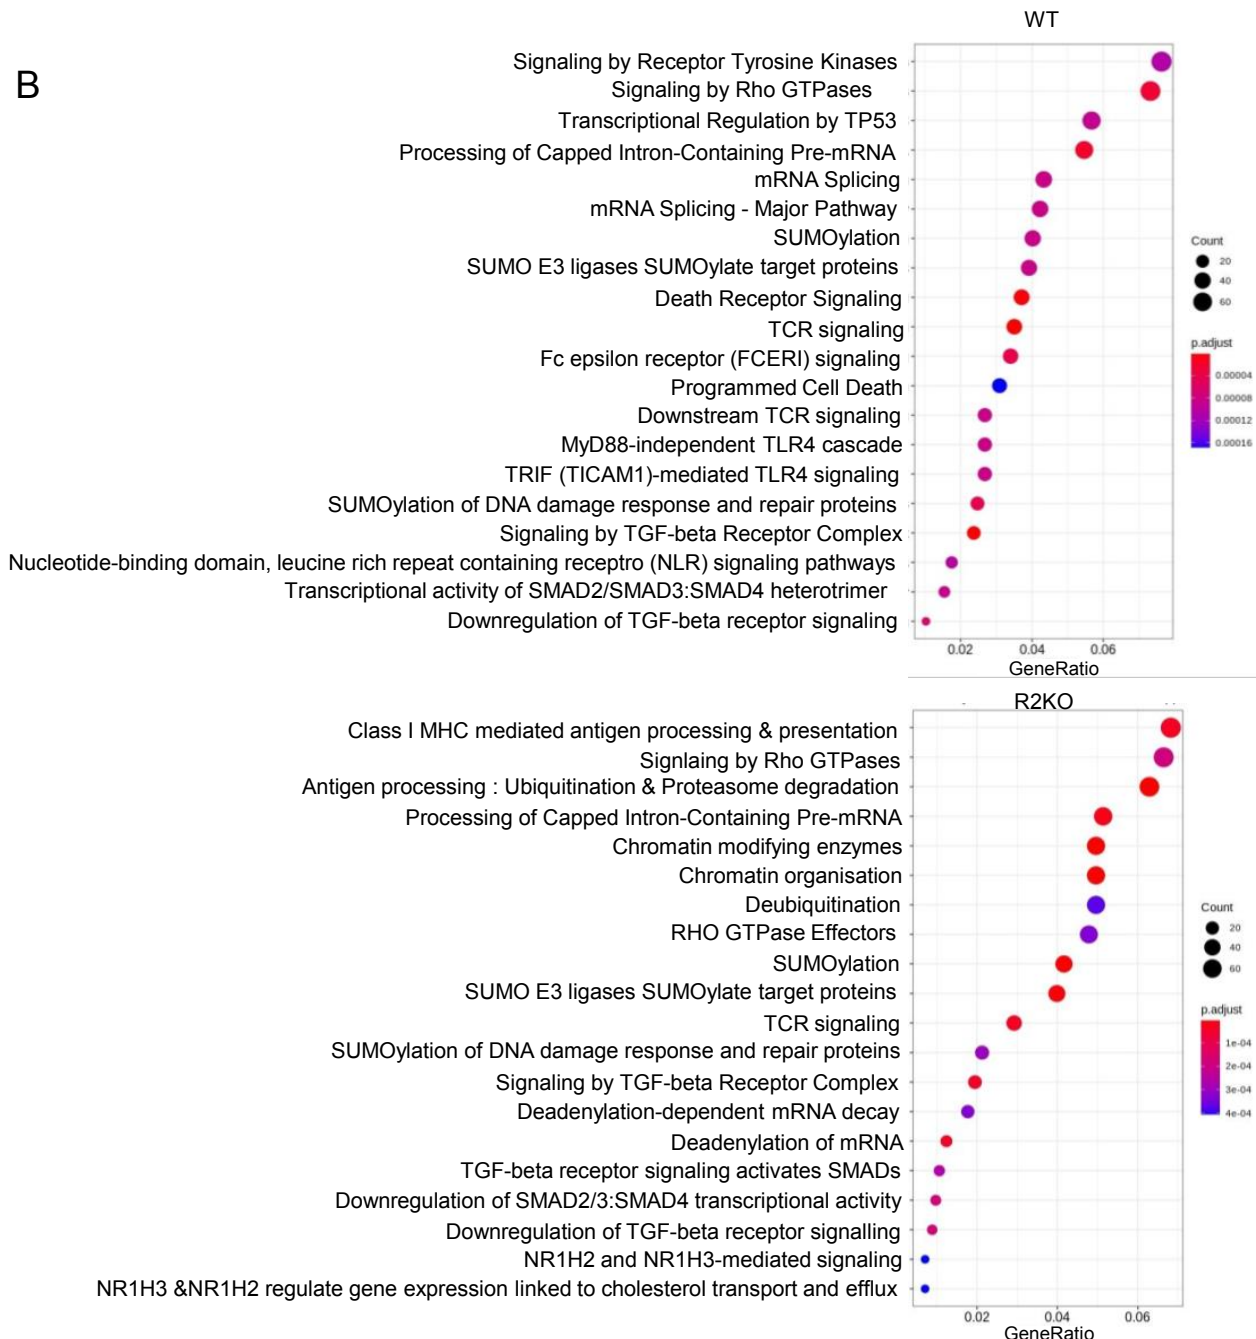 WT
B
Signaling by Receptor Tyrosine Kinases
Signaling by Rho GTPases
Transcriptional Regulation by TP53
Processing of Capped Intron-Containing Pre-mRNA
mRNA Splicing
mRNA Splicing - Major Pathway
SUMOylation
SUMO E3 ligases SUMOylate target proteins
Death Receptor Signaling
TCR signaling
Fc epsilon receptor (FCERI) signaling
Programmed Cell Death
Downstream TCR signaling
MyD88-independent TLR4 cascade
TRIF (TICAM1)-mediated TLR4 signaling
SUMOylation of DNA damage response and repair proteins
Signaling by TGF-beta Receptor Complex
Nucleotide-binding domain, leucine rich repeat containing receptro (NLR) signaling pathways
Transcriptional activity of SMAD2/SMAD3:SMAD4 heterotrimer
Downregulation of TGF-beta receptor signaling
0.02 0.04 0.06
GeneRatio
Count
20
40
60
p.adjust
0.00004
0.00008
0.00012
0.00016
R2KO
Class I MHC mediated antigen processing & presentation
Signlaing by Rho GTPases
Antigen processing : Ubiquitination & Proteasome degradation
Processing of Capped Intron-Containing Pre-mRNA
Chromatin modifying enzymes
Chromatin organisation
Deubiquitination
RHO GTPase Effectors
SUMOylation
SUMO E3 ligases SUMOylate target proteins
TCR signaling
SUMOylation of DNA damage response and repair proteins
Signaling by TGF-beta Receptor Complex
Deadenylation-dependent mRNA decay
Deadenylation of mRNA
TGF-beta receptor signaling activates SMADs
Downregulation of SMAD2/3:SMAD4 transcriptional activity
Downregulation of TGF-beta receptor signalling
NR1H2 and NR1H3-mediated signaling
NR1H3 &NR1H2 regulate gene expression linked to cholesterol transport and efflux
0.02 0.04 0.06
GeneRatio
Count
20
40
60
p.adjust
1e-04
2e-04
3e-04
4e-04